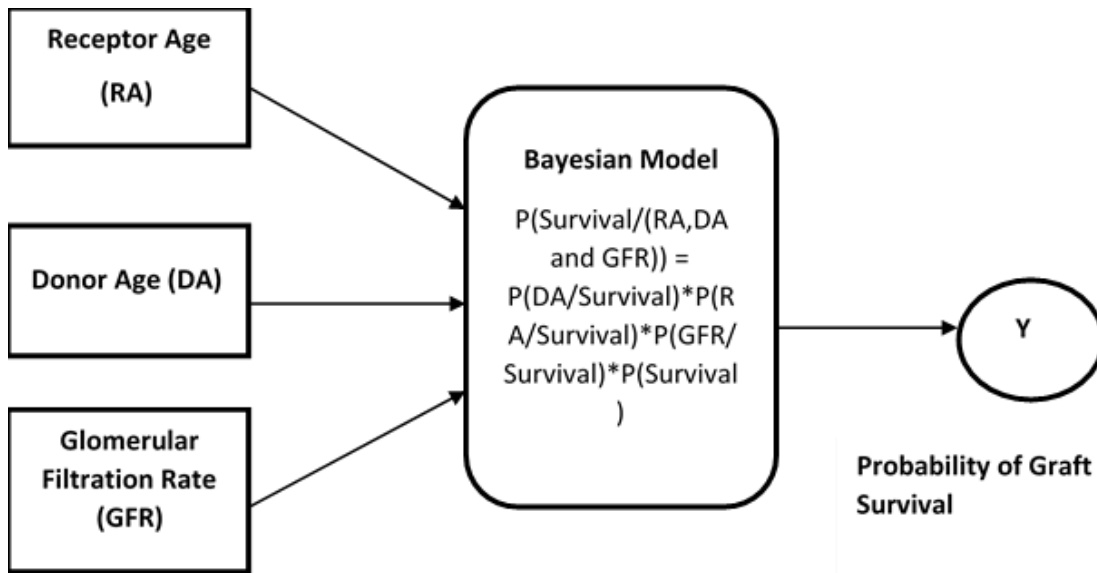 Receptor Age
(RA)
Donor Age (DA)
Glomerular
Filtration Rate
(GFR)
Bayesian Model
P(Survival/(RA,DA
and GFR)) =
P(DA/Survival)*P(R
A/Survival)*P(GFR/
Survival)*P(Survival
)
Y
Probability of Graft
Survival